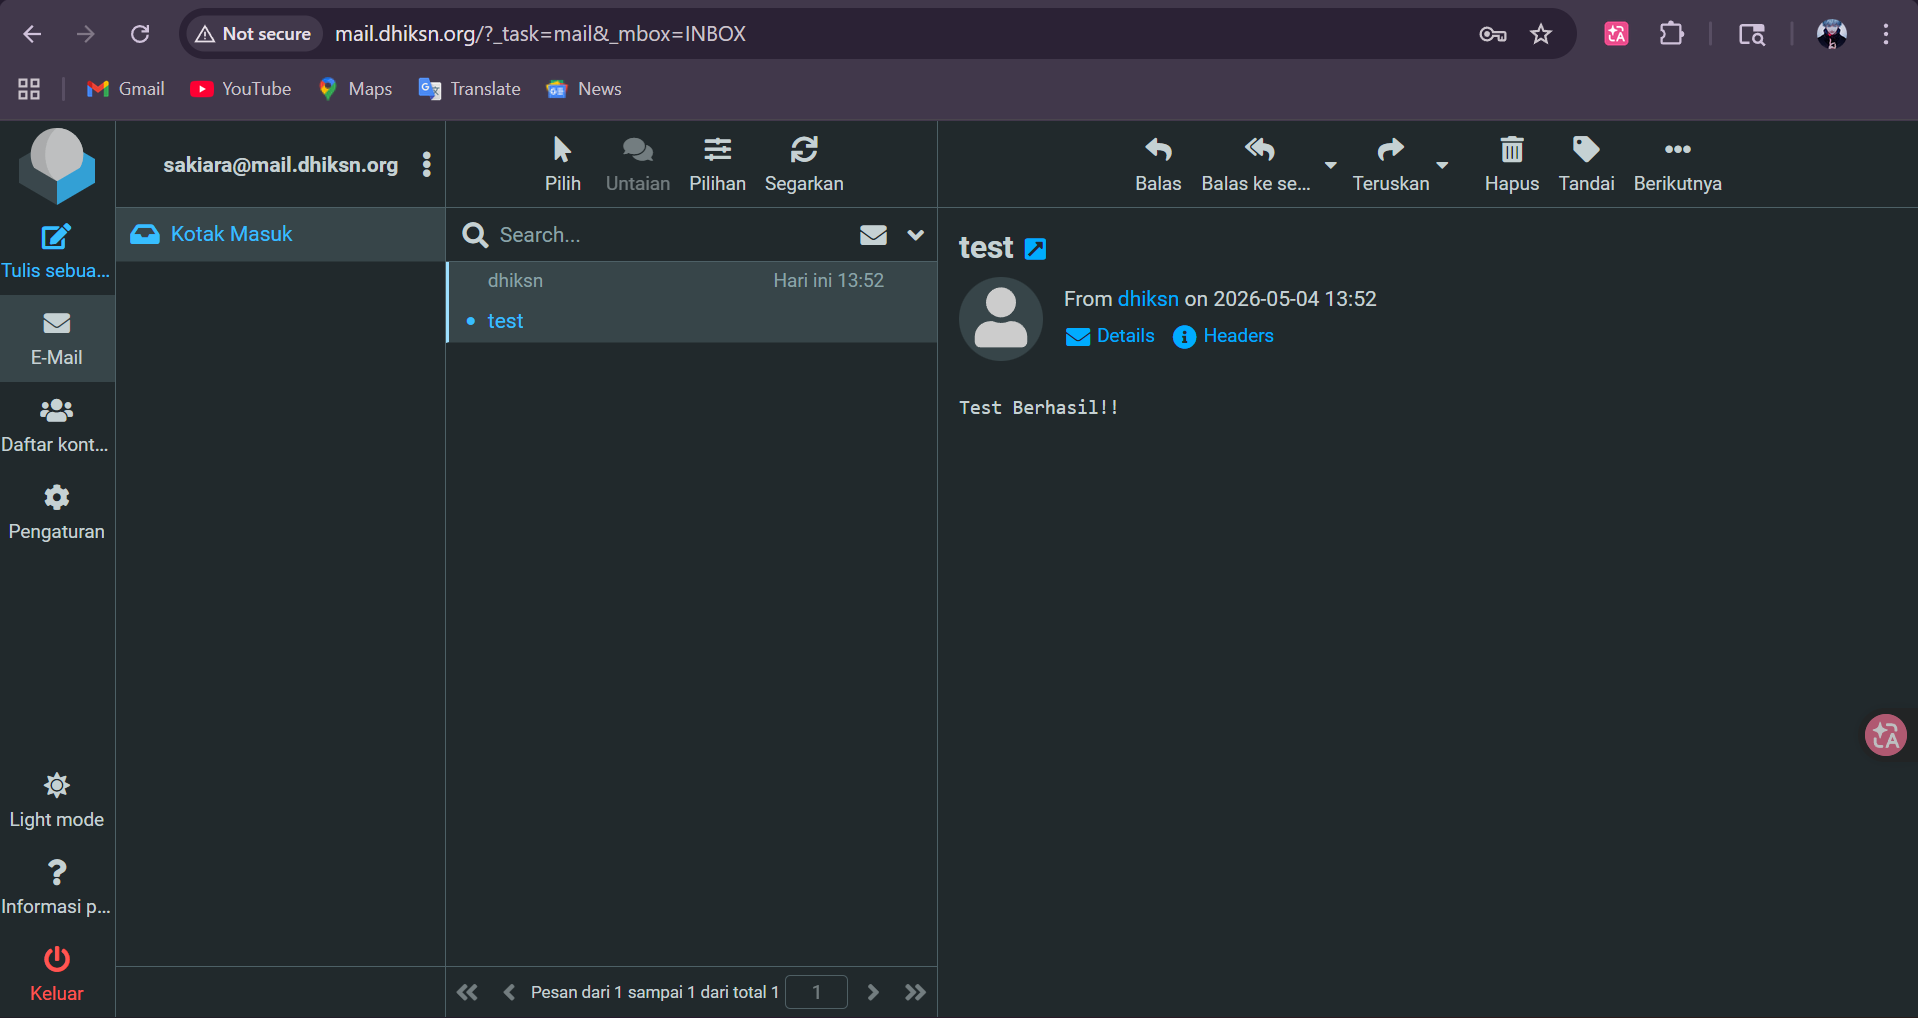 Not secure
mail.dhiksn.org/?_task=mail&_mbox=INBOX
Gmail
YouTube
Maps
Translate
News
sakiara@mail.dhiksn.org
Pilih
Untaian
Pilihan
Segarkan
Balas
Balas ke se...
Teruskan
Hapus
Tandai
Berikutnya
Tulis sebua...
E-Mail
Daftar kont...
Pengaturan
Light mode
Informasi p...
Keluar
Kotak Masuk
Search...
dhiksn Hari ini 13:52
test
Pesan dari 1 sampai 1 dari total 1 1
test
From dhiksn on 2026-05-04 13:52
Details Headers
Test Berhasil!!